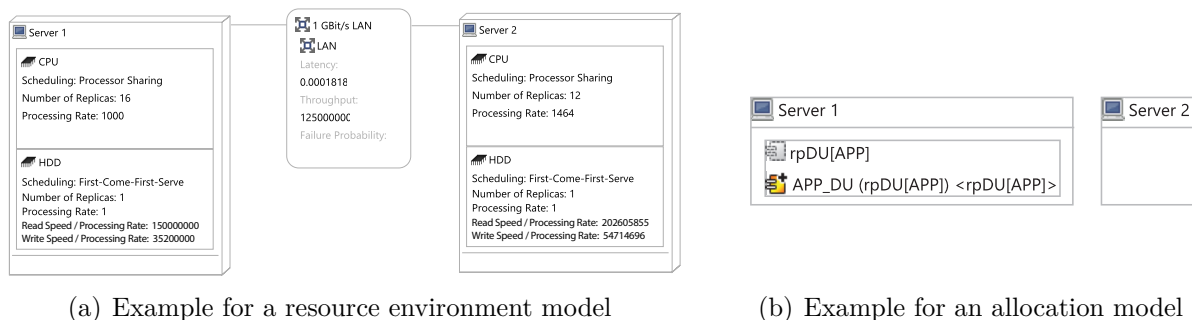 Server 1
CPU
Scheduling: Processor Sharing
Number of Replicas: 16
Processing Rate: 1000
HDD
Scheduling: First-Come-First-Serve
Number of Replicas: 1
Processing Rate: 1
Read Speed / Processing Rate: 150000000
Write Speed / Processing Rate: 35200000
1 GBit/s LAN
LAN
Latency:
0.0001818
Throughput:
12500000C
Failure Probability:
Server 2
CPU
Scheduling: Processor Sharing
Number of Replicas: 12
Processing Rate: 1464
HDD
Scheduling: First-Come-First-Serve
Number of Replicas: 1
Processing Rate: 1
Read Speed / Processing Rate: 202605855
Write Speed / Processing Rate: 54714696
(a) Example for a resource environment model
Server 1
rpDU[APP]
APP_DU (rpDU[APP]) <rpDU[APP]>
Server 2
(b) Example for an allocation model